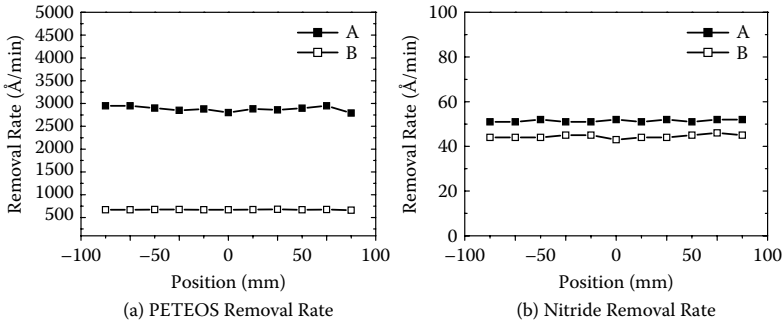 5000
4500
4000
3500
3000
2500
2000
1500
1000
500
Removal Rate (Å/min)
A
B
−100
−50
0
50
100
Position (mm)
(a) PETEOS Removal Rate
100
80
60
40
20
0
Removal Rate (Å/min)
A
B
−100
−50
0
50
100
Position (mm)
(b) Nitride Removal Rate